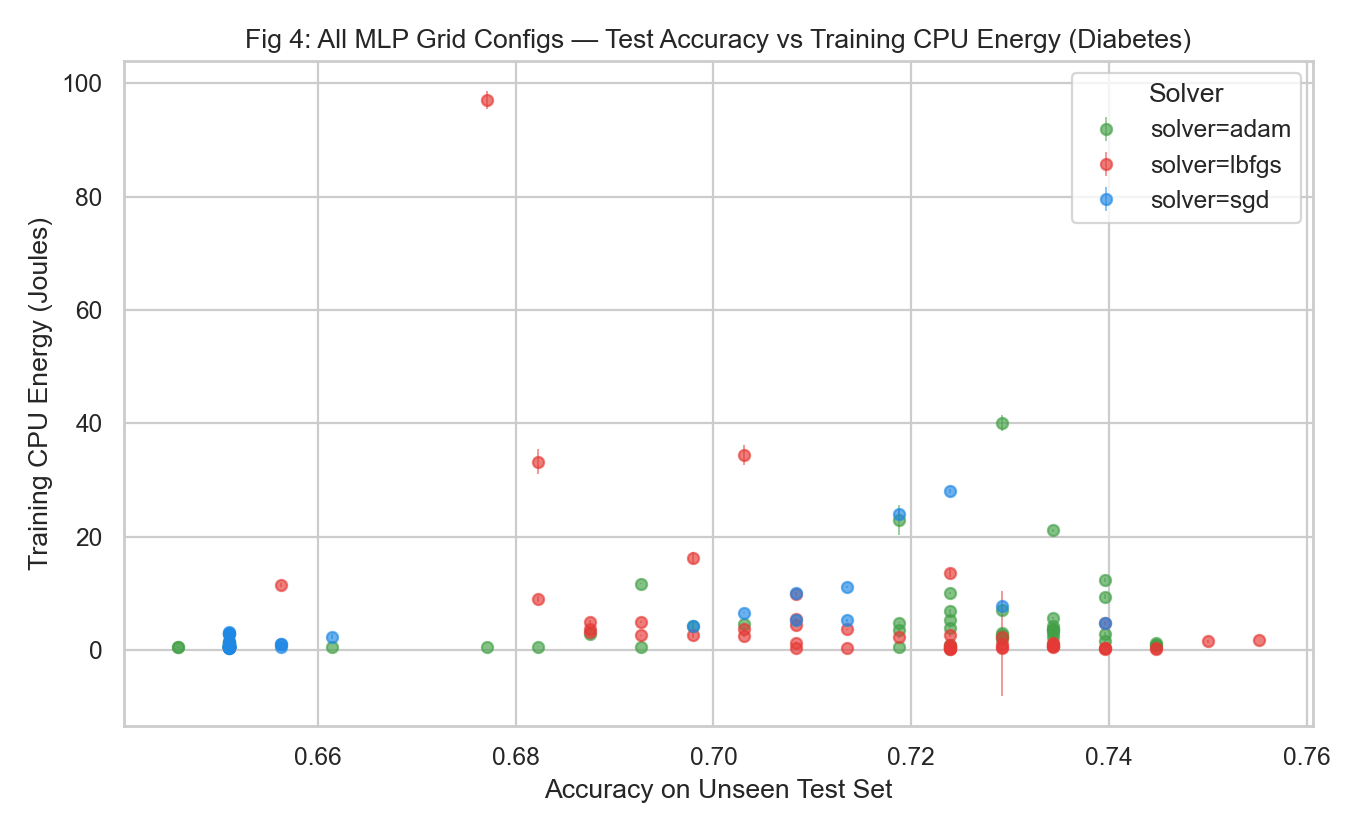 Fig 4: All MLP Grid Configs — Test Accuracy vs Training CPU Energy (Diabetes)
Training CPU Energy (Joules)
100
80
60
40
20
0
Solver
solver=adam
solver=lbfgs
solver=sgd
0.66
0.68
0.70
0.72
0.74
0.76
Accuracy on Unseen Test Set